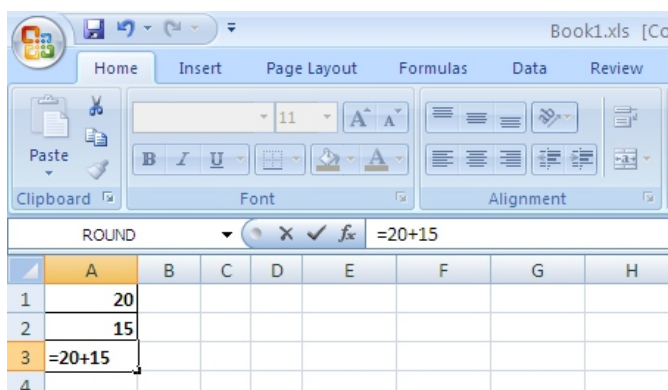 Book1.xls [Co
Home Insert Page Layout Formulas Data Review
11 A A
Paste B I U A
Clipboard Font Alignment
ROUND fx =20+15
A B C D E F G H
1 20
2 15
3 =20+15
4